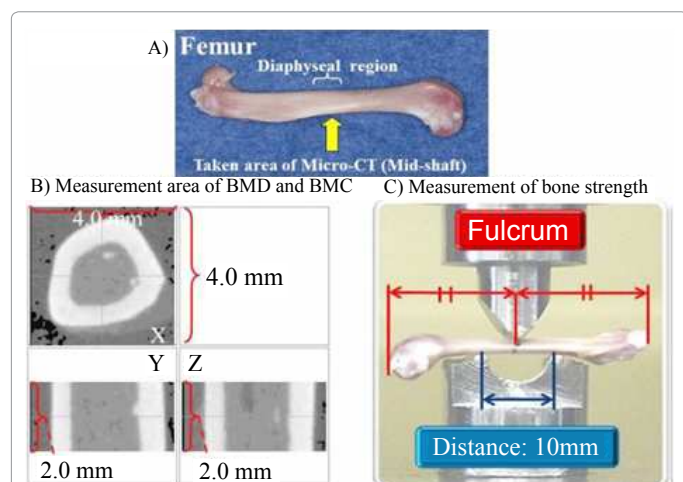 A) Femur
Diaphyseal region
Taken area of Micro-CT (Mid-shaft)
B) Measurement area of BMD and BMC
4.0 mm
4.0 mm
X
Y
Z
2.0 mm
2.0 mm
C) Measurement of bone strength
Fulcrum
Distance: 10mm